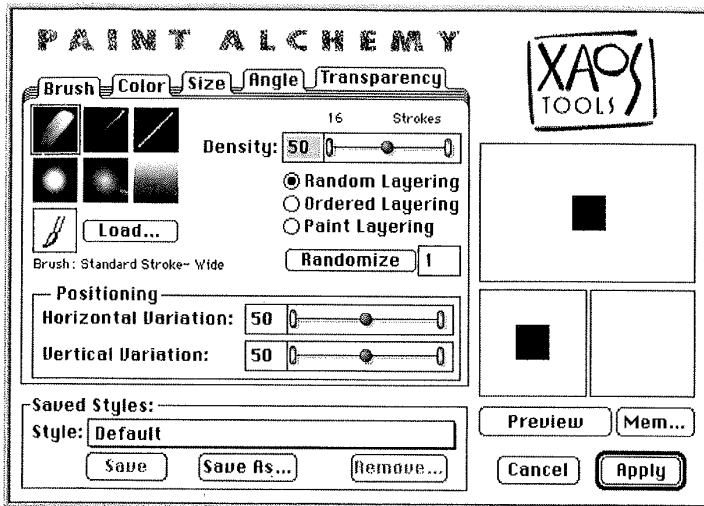 PAINT ALCHEMY
XAOS
TOOLS
Brush Color Size Angle Transparency
16 Strokes
Density: 50
Random Layering
Ordered Layering
Paint Layering
Load...
Randomize 1
Brush: Standard Stroke- Wide
Positioning
Horizontal Variation: 50
Vertical Variation: 50
Saved Styles:
Style: Default
Save Save As... Remove...
Preview Mem...
Cancel Apply